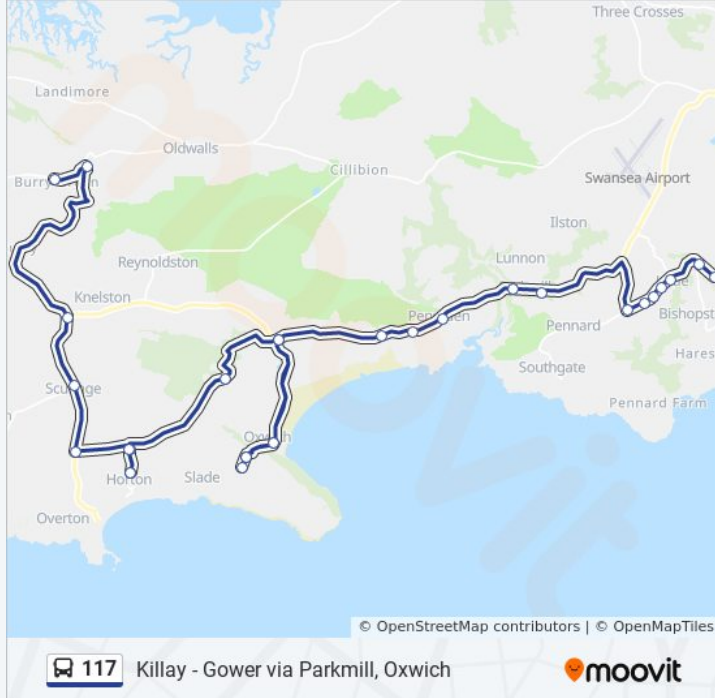 Three Crosses
Landimore
Oldwalls
Cillibion
Swansea Airport
Burry
Ilston
Lunnon
Reynoldston
Knelston
Pennard
Bishopst
Southgate
Hares
Pennard Farm
Horton
Slade
Overton
© OpenStreetMap contributors | © OpenMapTiles
117 Killay - Gower via Parkmill, Oxwich
moovit